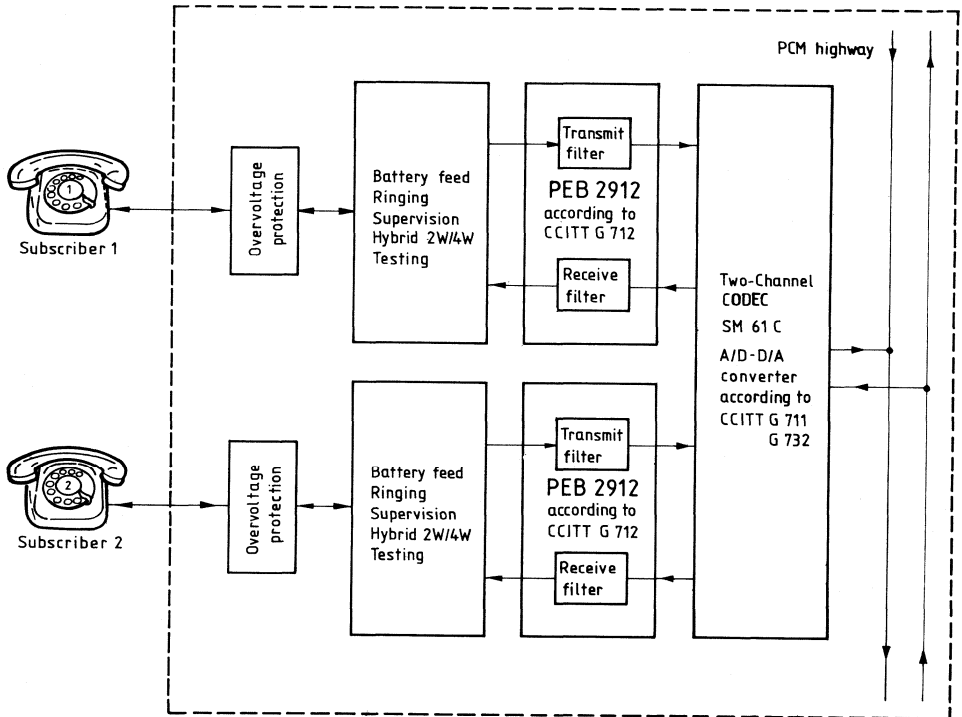 PCM highway
1
Subscriber 1
Overvoltage
protection
Battery feed
Ringing
Supervision
Hybrid 2W/4W
Testing
Transmit
filter
PEB 2912
according to
CCITT G 712
Receive
filter
Two-Channel
CODEC
SM 61 C
A/D-D/A
converter
according to
CCITT G 711
G 732
2
Subscriber 2
Overvoltage
protection
Battery feed
Ringing
Supervision
Hybrid 2W/4W
Testing
Transmit
filter
PEB 2912
according to
CCITT G 712
Receive
filter